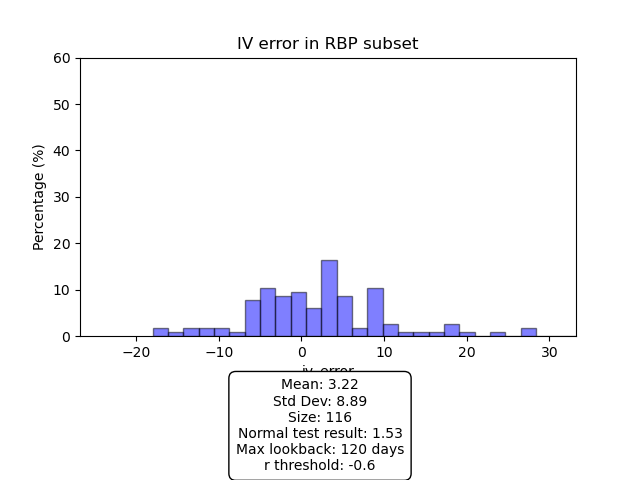 IV error in RBP subset
60
50
40
30
20
10
0
Percentage (%)
−20 −10 0 10 20 30
iv_error
Mean: 3.22
Std Dev: 8.89
Size: 116
Normal test result: 1.53
Max lookback: 120 days
r threshold: -0.6